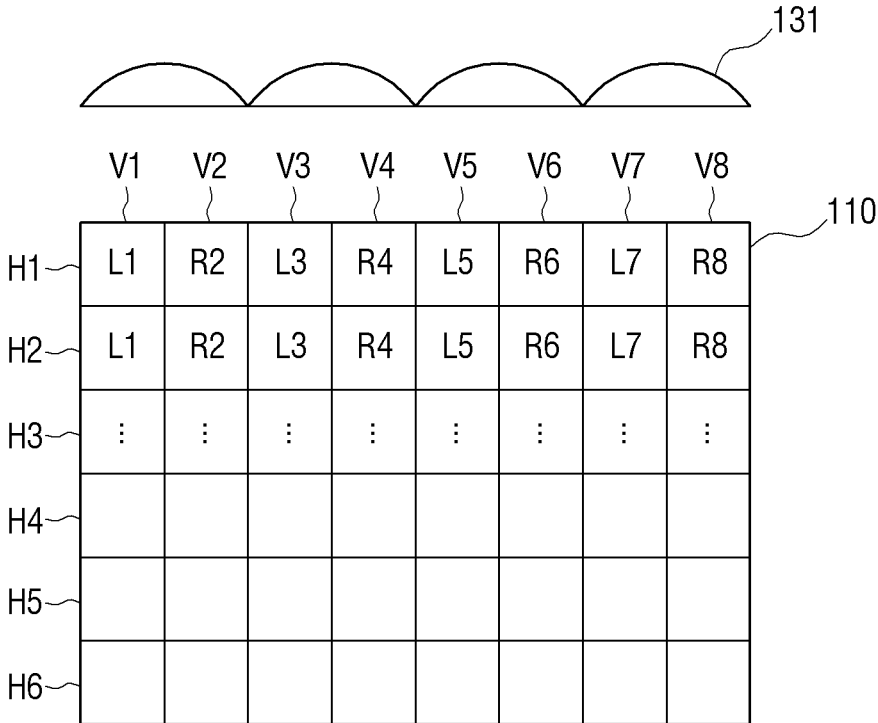 131
V1 V2 V3 V4 V5 V6 V7 V8
110
H1 L1 R2 L3 R4 L5 R6 L7 R8
H2 L1 R2 L3 R4 L5 R6 L7 R8
H3 ⋮ ⋮ ⋮ ⋮ ⋮ ⋮ ⋮ ⋮
H4
H5
H6